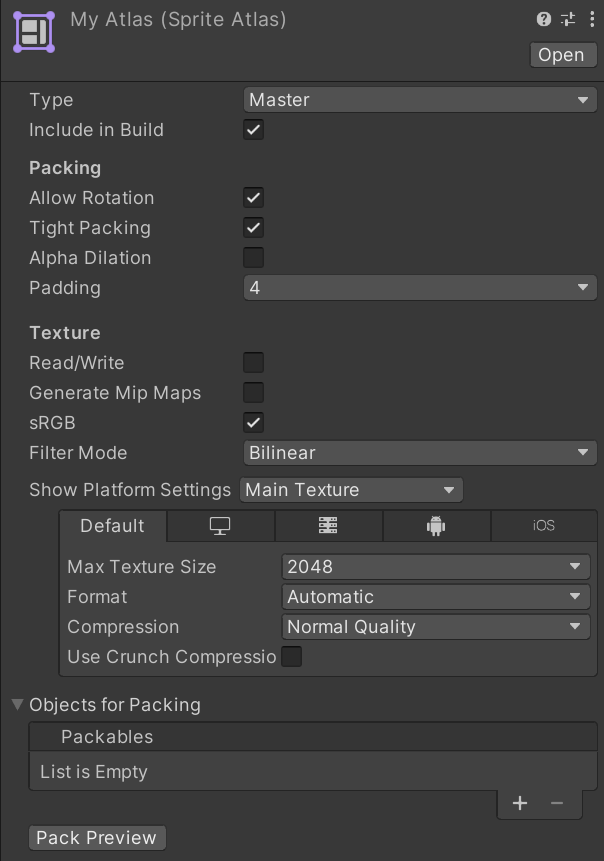 My Atlas (Sprite Atlas)
Open
Type Master
Include in Build
Packing
Allow Rotation
Tight Packing
Alpha Dilation
Padding 4
Texture
Read/Write
Generate Mip Maps
sRGB
Filter Mode Bilinear
Show Platform Settings Main Texture
Default iOS
Max Texture Size 2048
Format Automatic
Compression Normal Quality
Use Crunch Compressio
Objects for Packing
Packables
List is Empty
Pack Preview